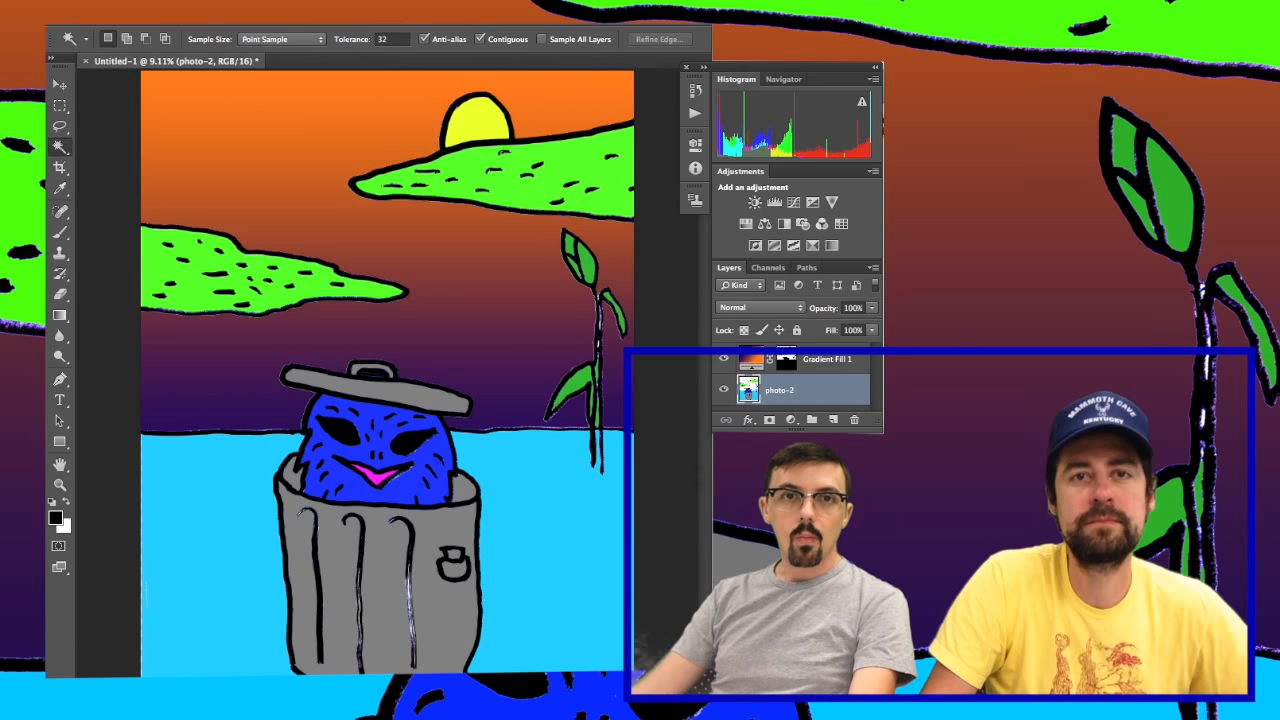 Sample Size: Point Sample Tolerance: 32 Anti-alias Contiguous Sample All Layers Refine Edge...
× Untitled-1 @ 9.11% (photo-2, RGB/16) *
Histogram Navigator
Adjustments
Add an adjustment
Layers Channels Paths
Kind T
Normal Opacity: 100%
Lock: Fill: 100%
Gradient Fill 1
photo-2
fx
T
MAMMOTH CAVE
KENTUCKY